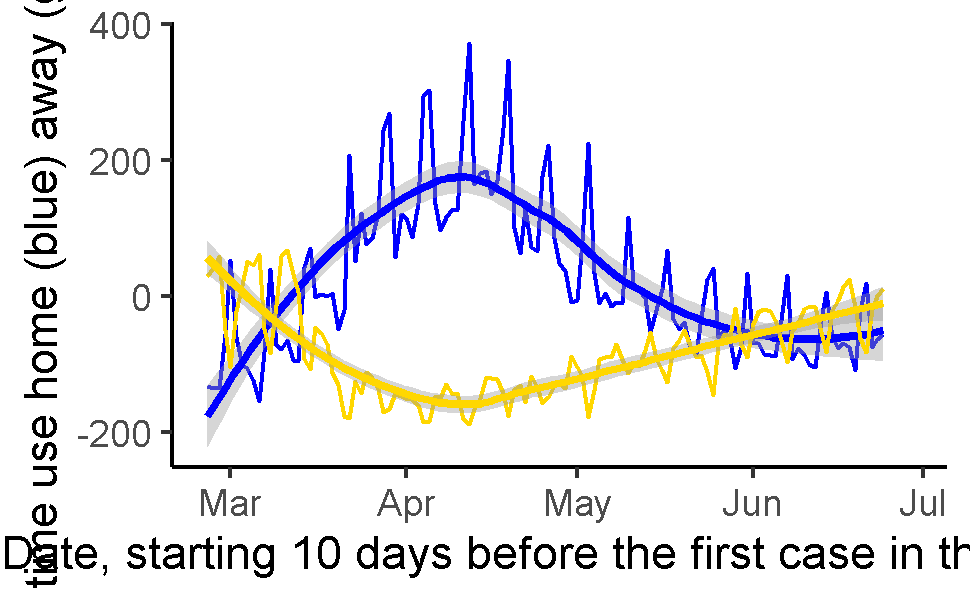 time use home (blue) away (
400
200
0
-200
Mar Apr May Jun Jul
Date, starting 10 days before the first case in th